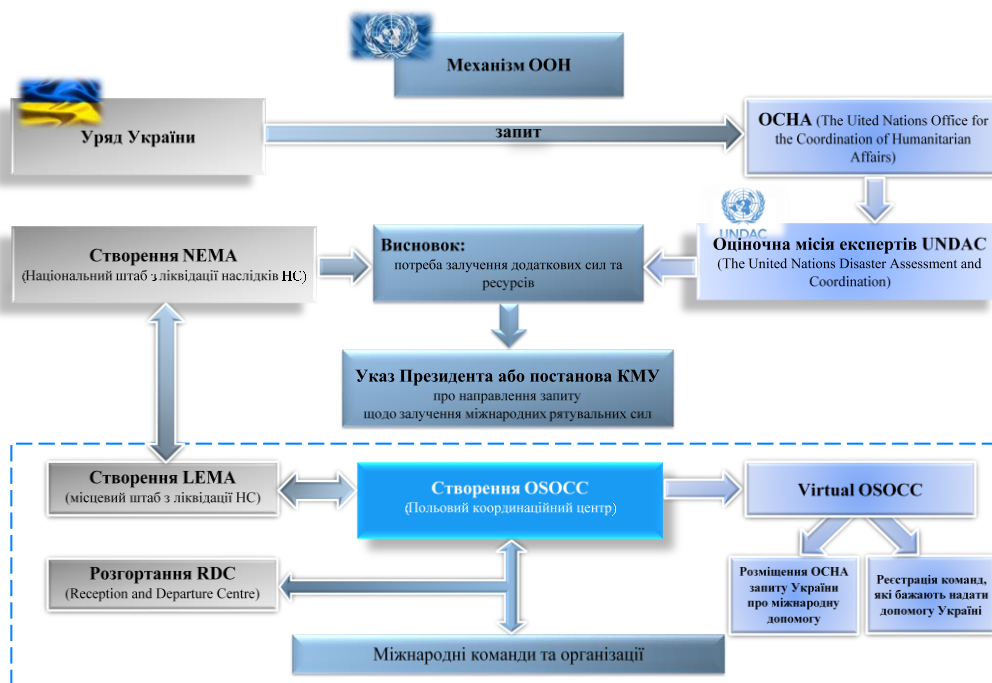 Механізм ООН
Уряд України
запит
ОСНА (The Uited Nations Office for
the Coordination of Humanitarian
Affairs)
UNDAC
Створення NEMA
(Національний штаб з ліквідації наслідків НС)
Висновок:
потреба залучення додаткових сил та
ресурсів
Оціночна місія експертів UNDAC
(The United Nations Disaster Assessment and
Coordination)
Указ Президента або постанова КМУ
про направлення запиту
щодо залучення міжнародних рятувальних сил
Створення LEMA
(місцевий штаб з ліквідації НС)
Створення OSOCC
(Польовий координаційний центр)
Virtual OSOCC
Розгортання RDC
(Reception and Departure Centre)
Розміщення ОСНА
запиту України
про міжнародну
допомогу
Реєстрація команд,
які бажають надати
допомогу Україні
Міжнародні команди та організації